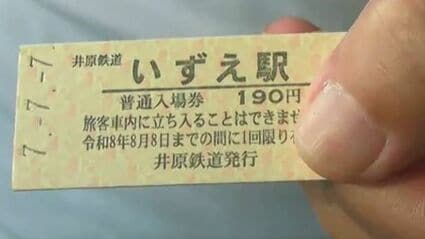 7.-7.-7
井原鉄道
いずえ駅
普通入場券 190円
旅客車内に立ち入ることはできませ
令和8年8月8日までの間に1回限り
井原鉄道発行